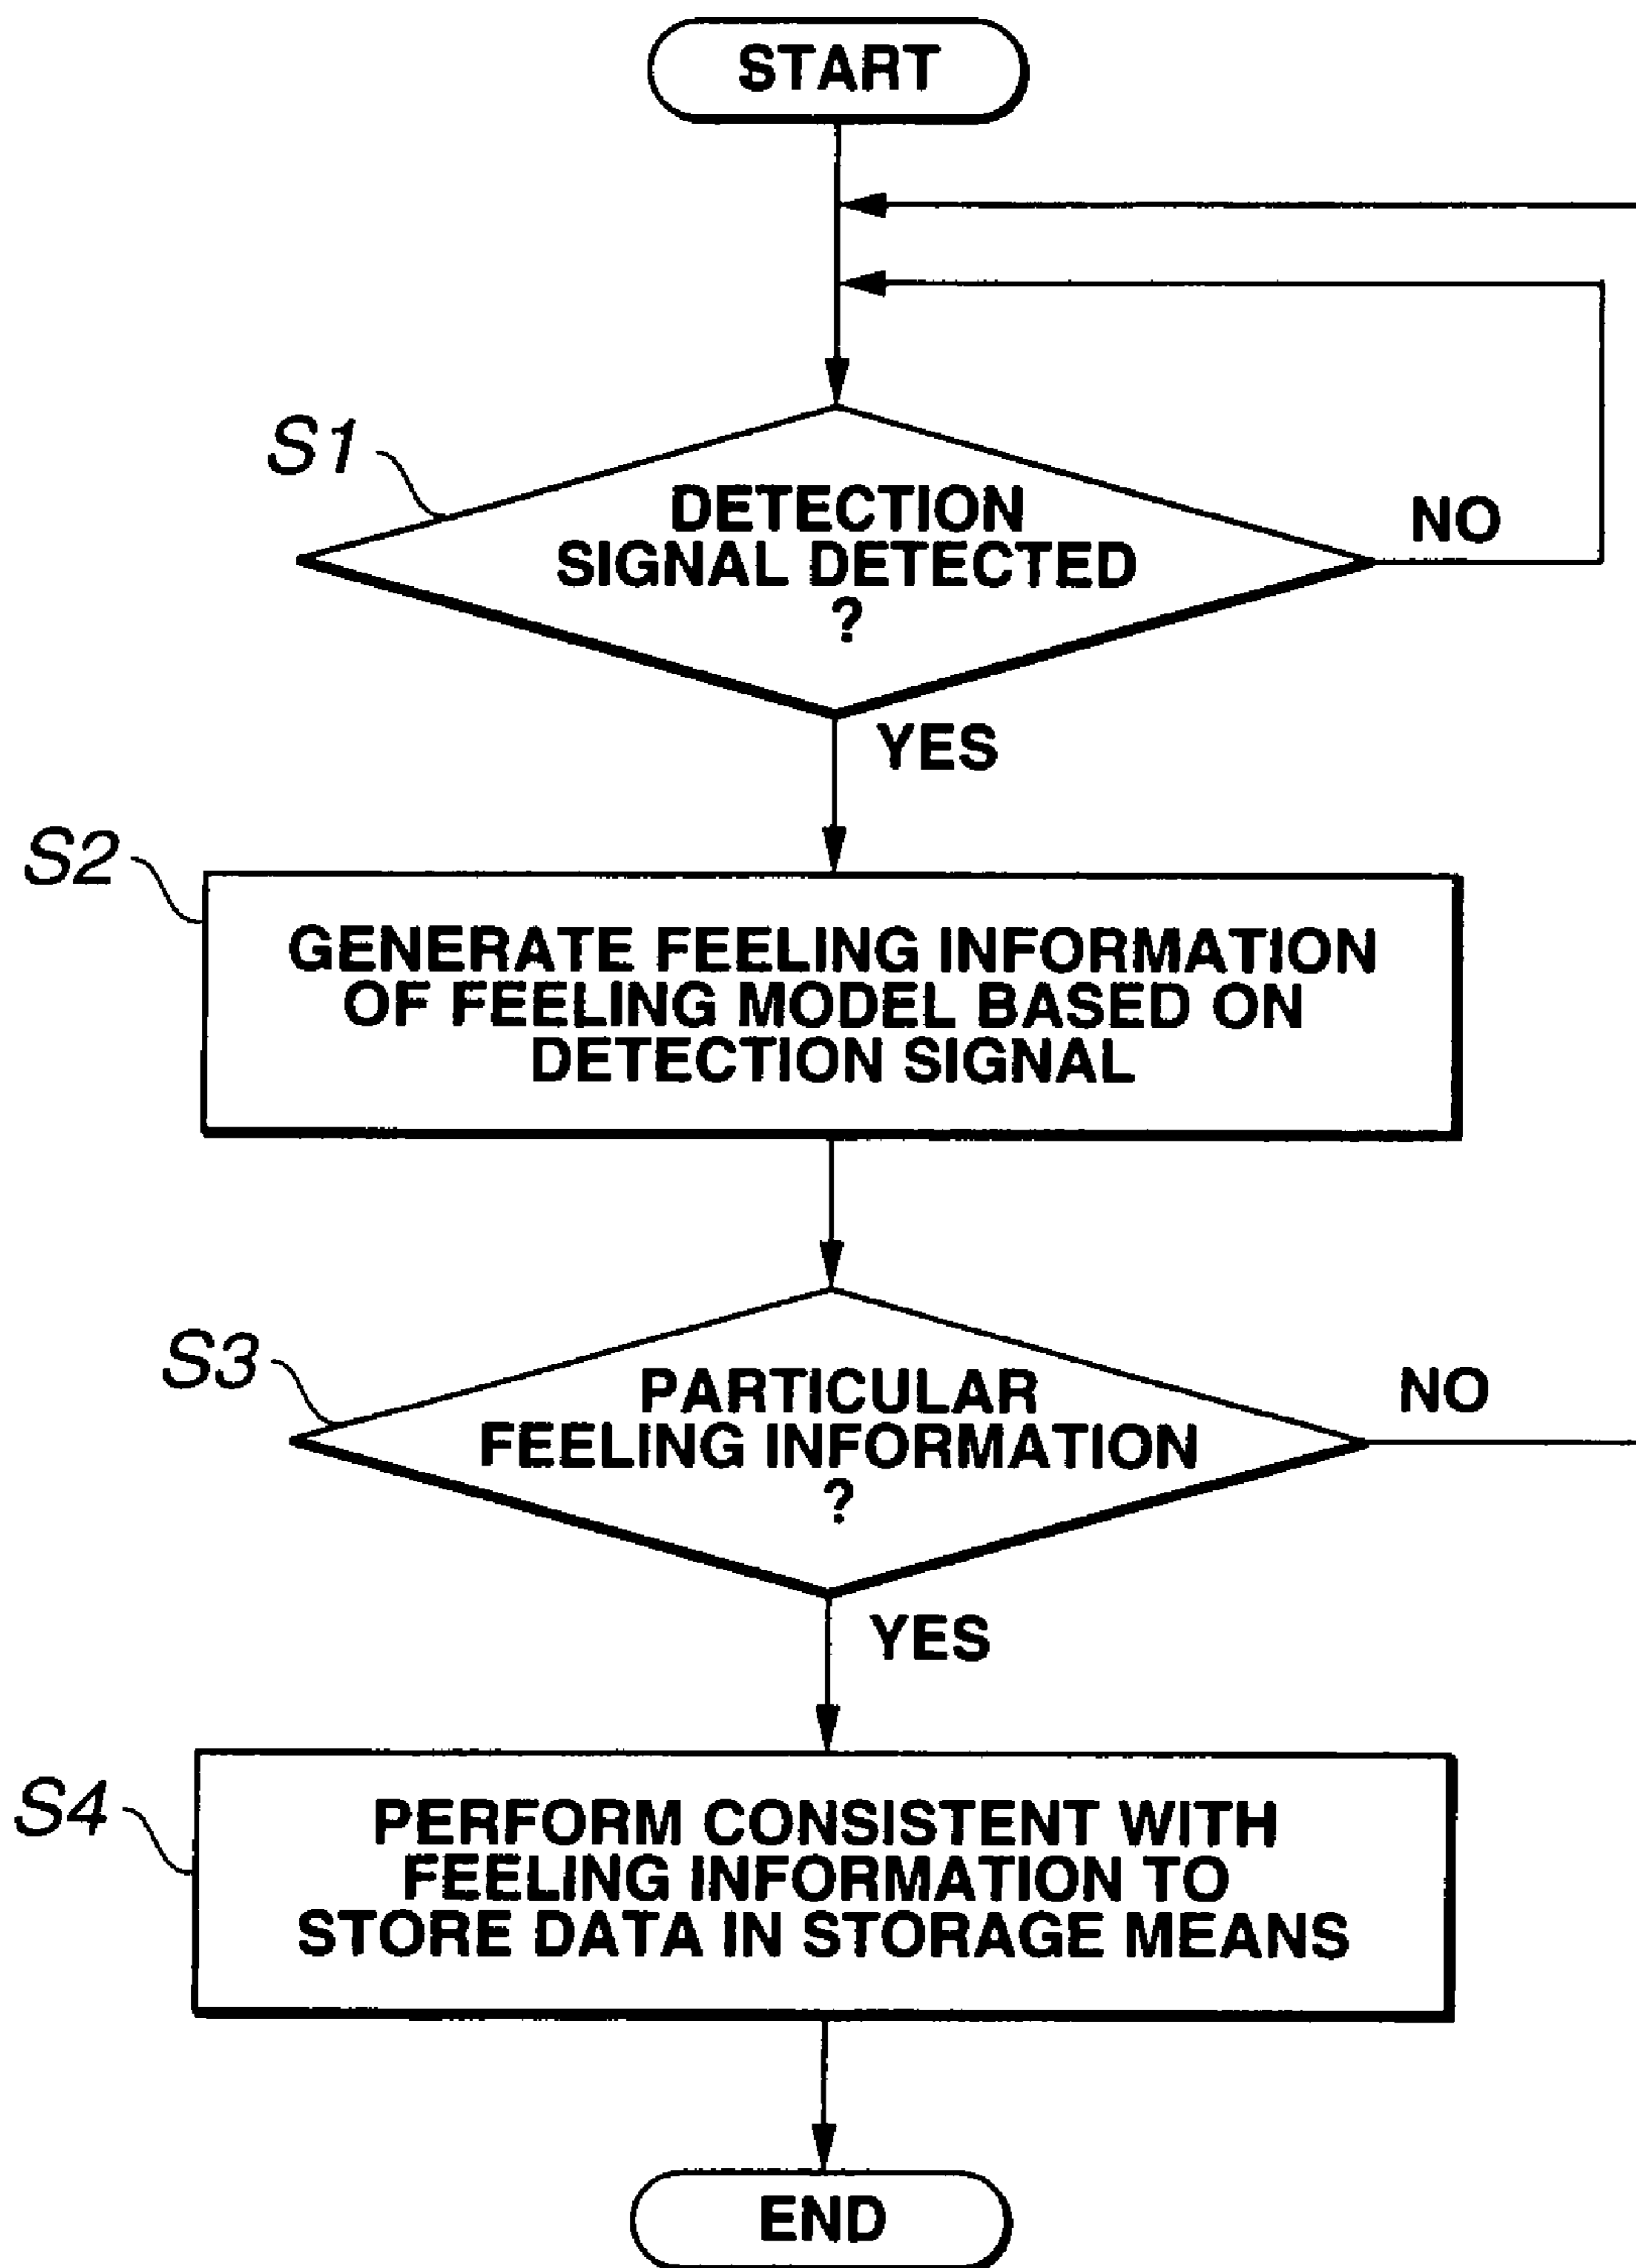 START
S1
DETECTION
SIGNAL DETECTED
?
NO
YES
S2
GENERATE FEELING INFORMATION
OF FEELING MODEL BASED ON
DETECTION SIGNAL
S3
PARTICULAR
FEELING INFORMATION
?
NO
YES
S4
PERFORM CONSISTENT WITH
FEELING INFORMATION TO
STORE DATA IN STORAGE MEANS
END